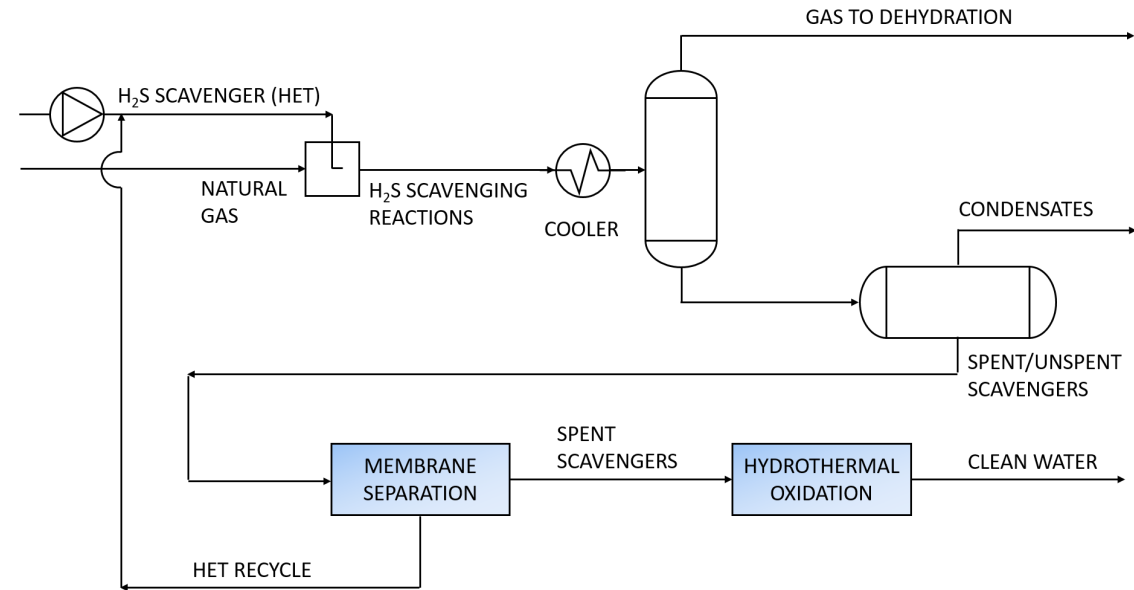 GAS TO DEHYDRATION
H₂S SCAVENGER (HET)
NATURAL
GAS
H₂S SCAVENGING
REACTIONS
COOLER
CONDENSATES
SPENT/UNSPENT
SCAVENGERS
MEMBRANE
SEPARATION
SPENT
SCAVENGERS
HYDROTHERMAL
OXIDATION
CLEAN WATER
HET RECYCLE